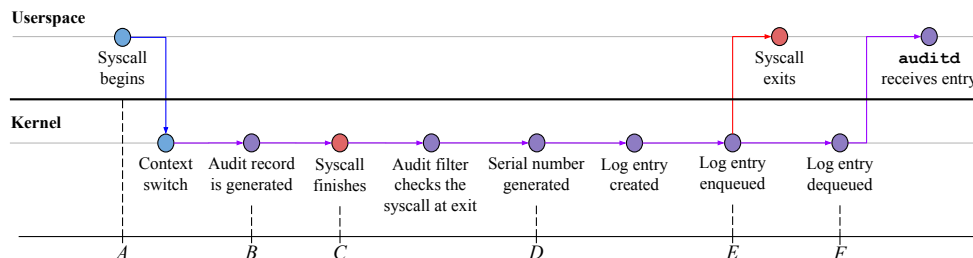 Userspace
Syscall
begins
Syscall
exits
auditd
receives entry
Kernel
Context
switch
Audit record
is generated
Syscall
finishes
Audit filter
checks the
syscall at exit
Serial number
generated
Log entry
created
Log entry
enqueued
Log entry
dequeued
A
B
C
D
E
F